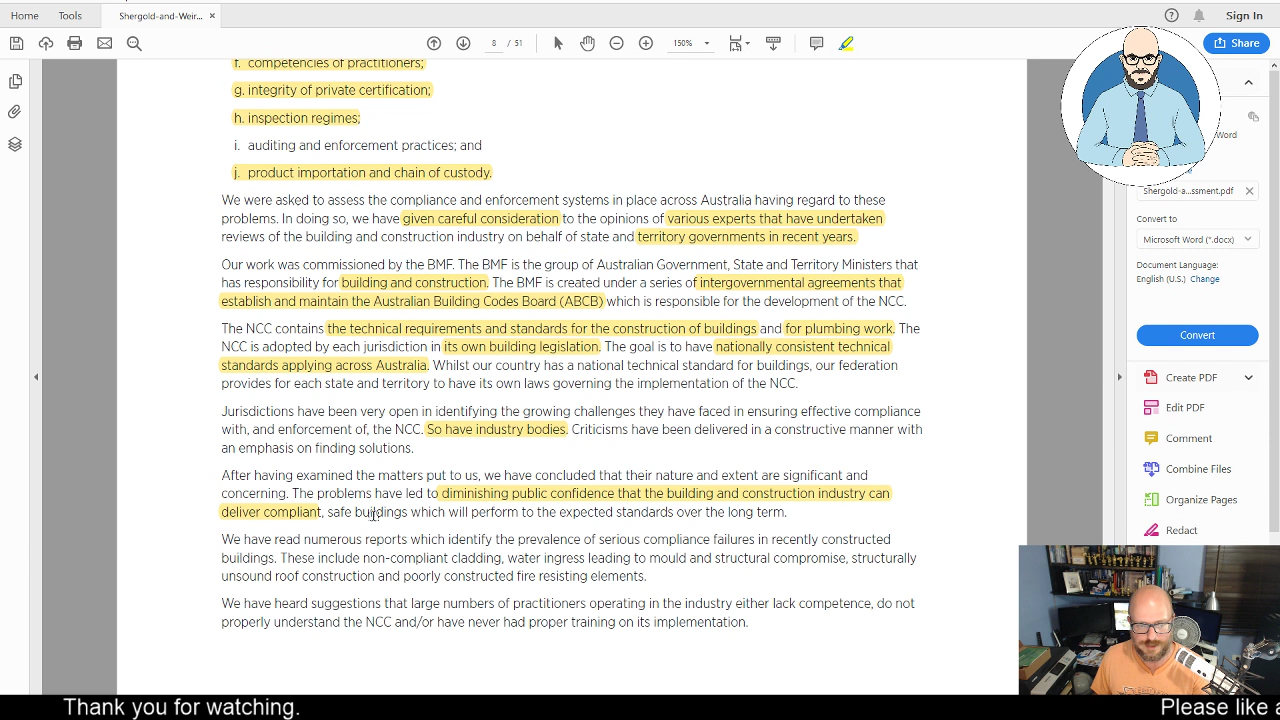 Home Tools Shergold-and-Weir... × Sign In
8 / 51 150% Share
f. competencies of practitioners;
g. integrity of private certification;
h. inspection regimes;
i. auditing and enforcement practices; and
j. product importation and chain of custody.
We were asked to assess the compliance and enforcement systems in place across Australia having regard to these
problems. In doing so, we have given careful consideration to the opinions of various experts that have undertaken
reviews of the building and construction industry on behalf of state and territory governments in recent years.
Our work was commissioned by the BMF. The BMF is the group of Australian Government, State and Territory Ministers that
has responsibility for building and construction. The BMF is created under a series of intergovernmental agreements that
establish and maintain the Australian Building Codes Board (ABCB) which is responsible for the development of the NCC.
The NCC contains the technical requirements and standards for the construction of buildings and for plumbing work. The
NCC is adopted by each jurisdiction in its own building legislation. The goal is to have nationally consistent technical
standards applying across Australia. Whilst our country has a national technical standard for buildings, our federation
provides for each state and territory to have its own laws governing the implementation of the NCC.
Jurisdictions have been very open in identifying the growing challenges they have faced in ensuring effective compliance
with, and enforcement of, the NCC. So have industry bodies. Criticisms have been delivered in a constructive manner with
an emphasis on finding solutions.
After having examined the matters put to us, we have concluded that their nature and extent are significant and
concerning. The problems have led to diminishing public confidence that the building and construction industry can
deliver compliant, safe buildings which will perform to the expected standards over the long term.
We have read numerous reports which identify the prevalence of serious compliance failures in recently constructed
buildings. These include non-compliant cladding, water ingress leading to mould and structural compromise, structurally
unsound roof construction and poorly constructed fire resisting elements.
We have heard suggestions that large numbers of practitioners operating in the industry either lack competence, do not
properly understand the NCC and/or have never had proper training on its implementation.
Word
Shergold-a...ssment.pdf
Convert to
Microsoft Word (*.docx)
Document Language:
English (U.S.) Change
Convert
Create PDF
Edit PDF
Comment
Combine Files
Organize Pages
Redact
Thank you for watching. Please like a